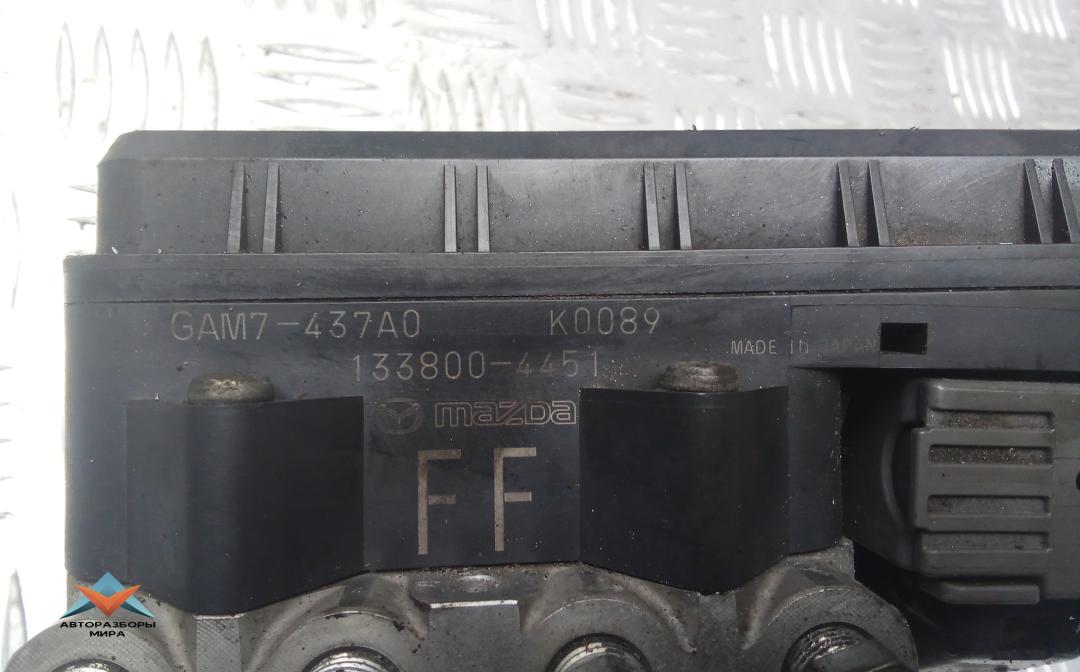 GAM7-437A0 K0089
133800-4451
MADE IN JAPAN
mazda
FF
АВТОРАЗБОРЫ
МИРА